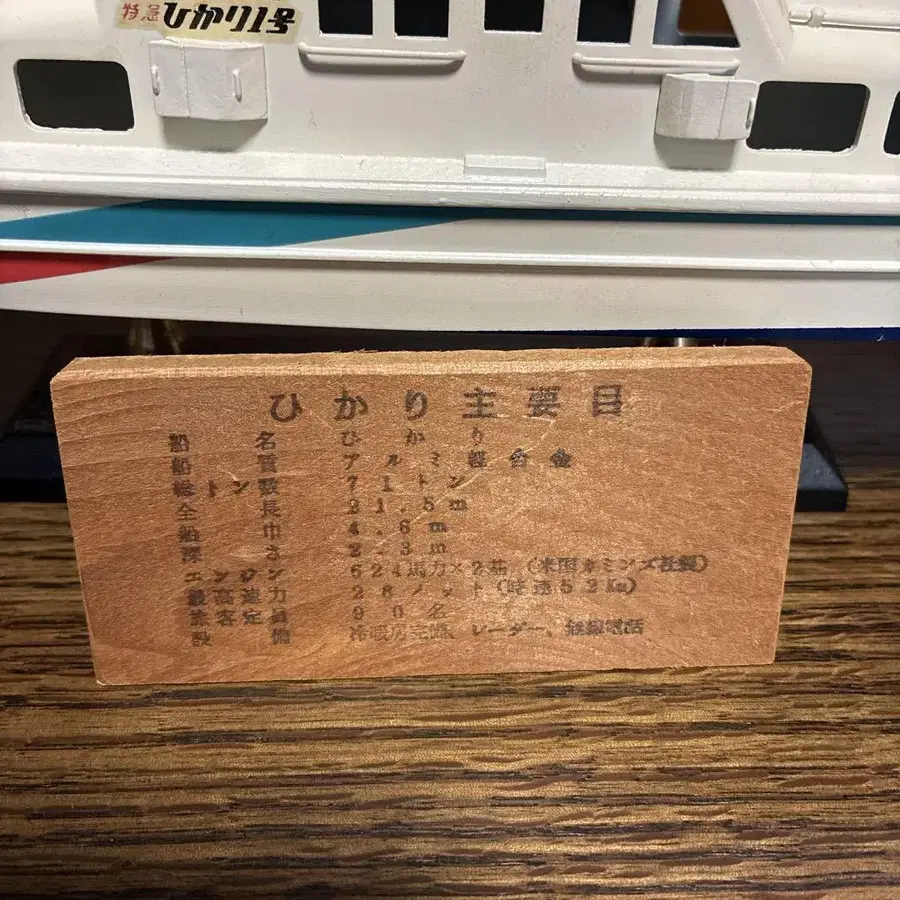 特急 ひかり1号
ひかり主要目
船名 ひかり
船質 アルミ軽合金
総トン数 71トン
全長 21.5m
船巾 4.6m
深さ 2.3m
エンジン 624馬力×2基 (米国カミンズ社製)
最高速力 28ノット (時速52㎞)
旅客定員 90名
設備 冷暖房完備、レーダー、無線電話